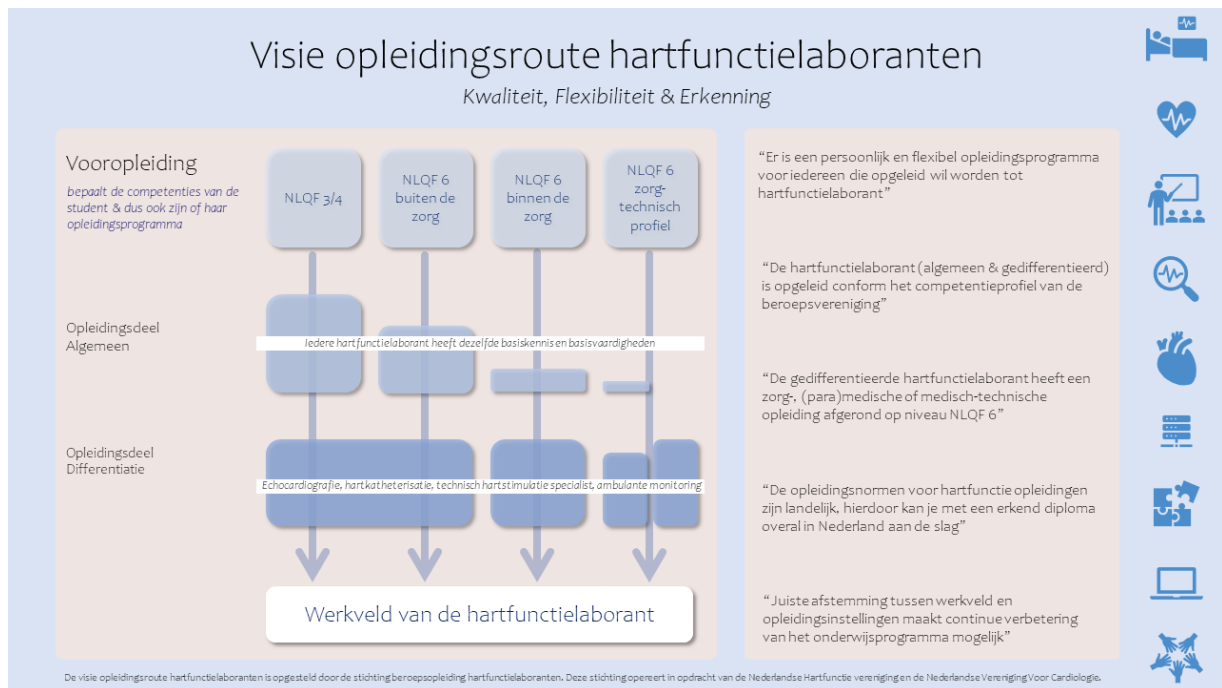 Visie opleidingsroute hartfunctielaboranten
Kwaliteit, Flexibiliteit & Erkenning
Vooropleiding
bepaalt de competenties van de
student & dus ook zijn of haar
opleidingsprogramma
NLQF 3/4
NLQF 6
buiten de
zorg
NLQF 6
binnen de
zorg
NLQF 6
zorg-
technisch
profiel
Opleidingsdeel
Algemeen
Iedere hartfunctielaborant heeft dezelfde basiskennis en basisvaardigheden
Opleidingsdeel
Differentiatie
Echocardiografie, hartkatheterisatie, technisch hartstimulatie specialist, ambulante monitoring
Werkveld van de hartfunctielaborant
“Er is een persoonlijk en flexibel opleidingsprogramma
voor iedereen die opgeleid wil worden tot
hartfunctielaborant”
“De hartfunctielaborant (algemeen & gedifferentieerd)
is opgeleid conform het competentieprofiel van de
beroepsvereniging”
“De gedifferentieerde hartfunctielaborant heeft een
zorg-, (para)medische of medisch-technische
opleiding afgerond op niveau NLQF 6”
“De opleidingsnormen voor hartfunctie opleidingen
zijn landelijk, hierdoor kan je met een erkend diploma
overal in Nederland aan de slag”
“Juiste afstemming tussen werkveld en
opleidingsinstellingen maakt continue verbetering
van het onderwijsprogramma mogelijk”
De visie opleidingsroute hartfunctielaboranten is opgesteld door de stichting beroepsopleiding hartfunctielaboranten. Deze stichting opereert in opdracht van de Nederlandse Hartfunctie vereniging en de Nederlandse Vereniging Voor Cardiologie.